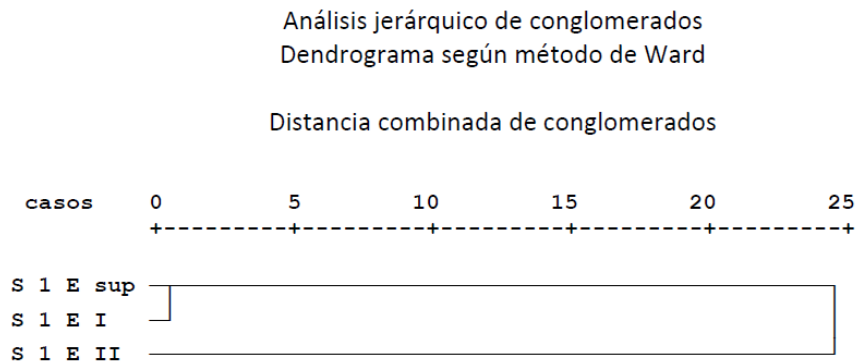 Análisis jerárquico de conglomerados
Dendrograma según método de Ward
Distancia combinada de conglomerados
casos 0 5 10 15 20 25
+---------+---------+---------+---------+---------+
S 1 E sup
S 1 E I
S 1 E II